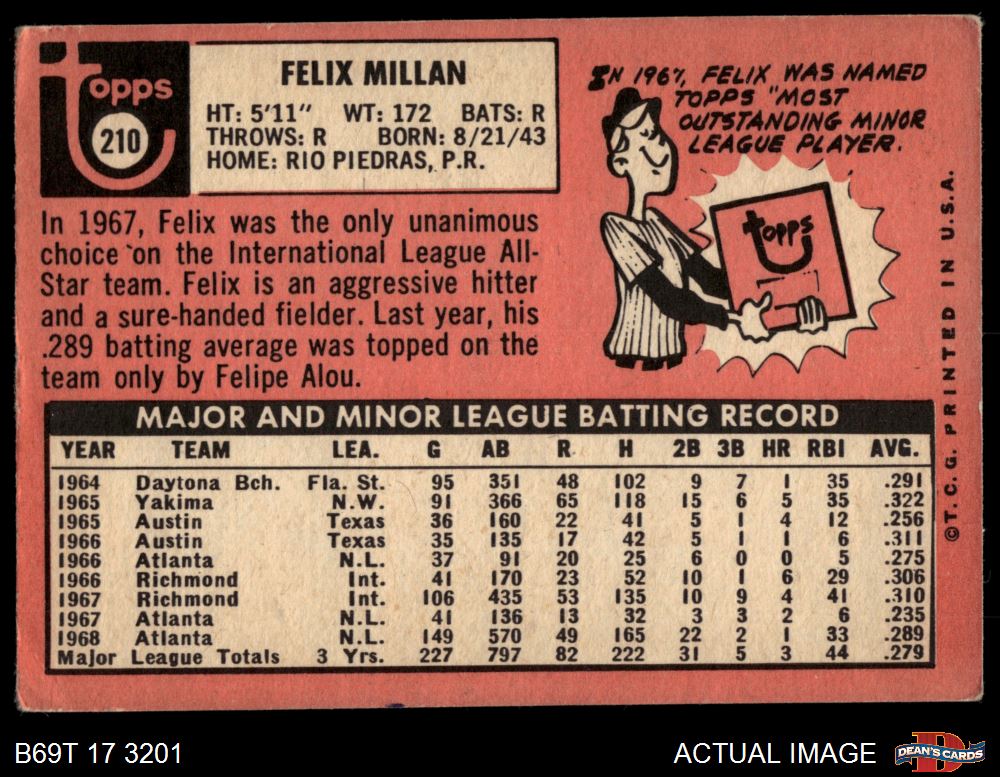 Topps
210
FELIX MILLAN
HT: 5'11" WT: 172 BATS: R
THROWS: R BORN: 8/21/43
HOME: RIO PIEDRAS, P.R.
IN 1967, FELIX WAS NAMED
TOPPS "MOST
OUTSTANDING MINOR
LEAGUE PLAYER.
Topps
In 1967, Felix was the only unanimous
choice on the International League All-
Star team. Felix is an aggressive hitter
and a sure-handed fielder. Last year, his
.289 batting average was topped on the
team only by Felipe Alou.
MAJOR AND MINOR LEAGUE BATTING RECORD
YEAR TEAM LEA. G AB R H 2B 3B HR RBI AVG.
1964 Daytona Bch. Fla. St. 95 351 48 102 9 7 1 35 .291
1965 Yakima N.W. 91 366 65 118 15 6 5 35 .322
1965 Austin Texas 36 160 22 41 5 1 4 12 .256
1966 Austin Texas 35 135 17 42 5 1 1 6 .311
1966 Atlanta N.L. 37 91 20 25 6 0 0 5 .275
1966 Richmond Int. 41 170 23 52 10 1 6 29 .306
1967 Richmond Int. 106 435 53 135 10 9 4 41 .310
1967 Atlanta N.L. 41 136 13 32 3 3 2 6 .235
1968 Atlanta N.L. 149 570 49 165 22 2 1 33 .289
Major League Totals 3 Yrs. 227 797 82 222 31 5 3 44 .279
©T. C. G. PRINTED IN U.S.A.
B69T 17 3201
ACTUAL IMAGE
D
DEAN'S CARDS